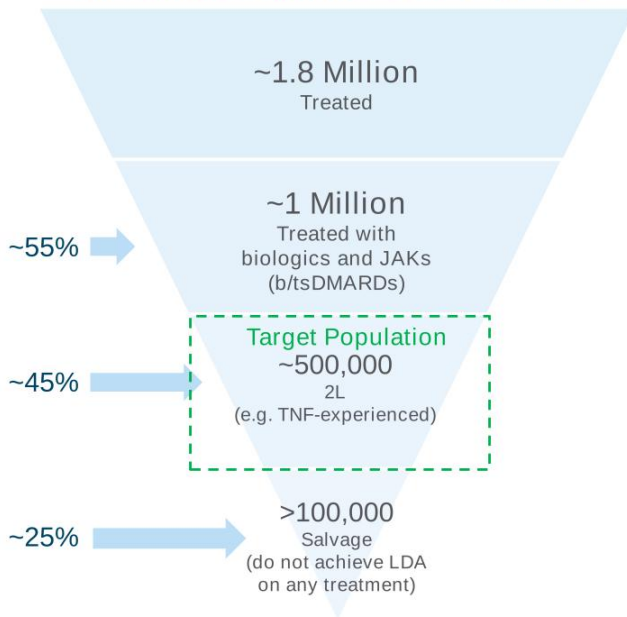 ~1.8 Million
Treated
~1 Million
Treated with
~55%
biologics and JAKs
(b/tsDMARDs)
Target Population
~500,000
~45%
2L
(e.g. TNF-experienced)
>100,000
~25%
Salvage
(do not achieve LDA
on any treatment)